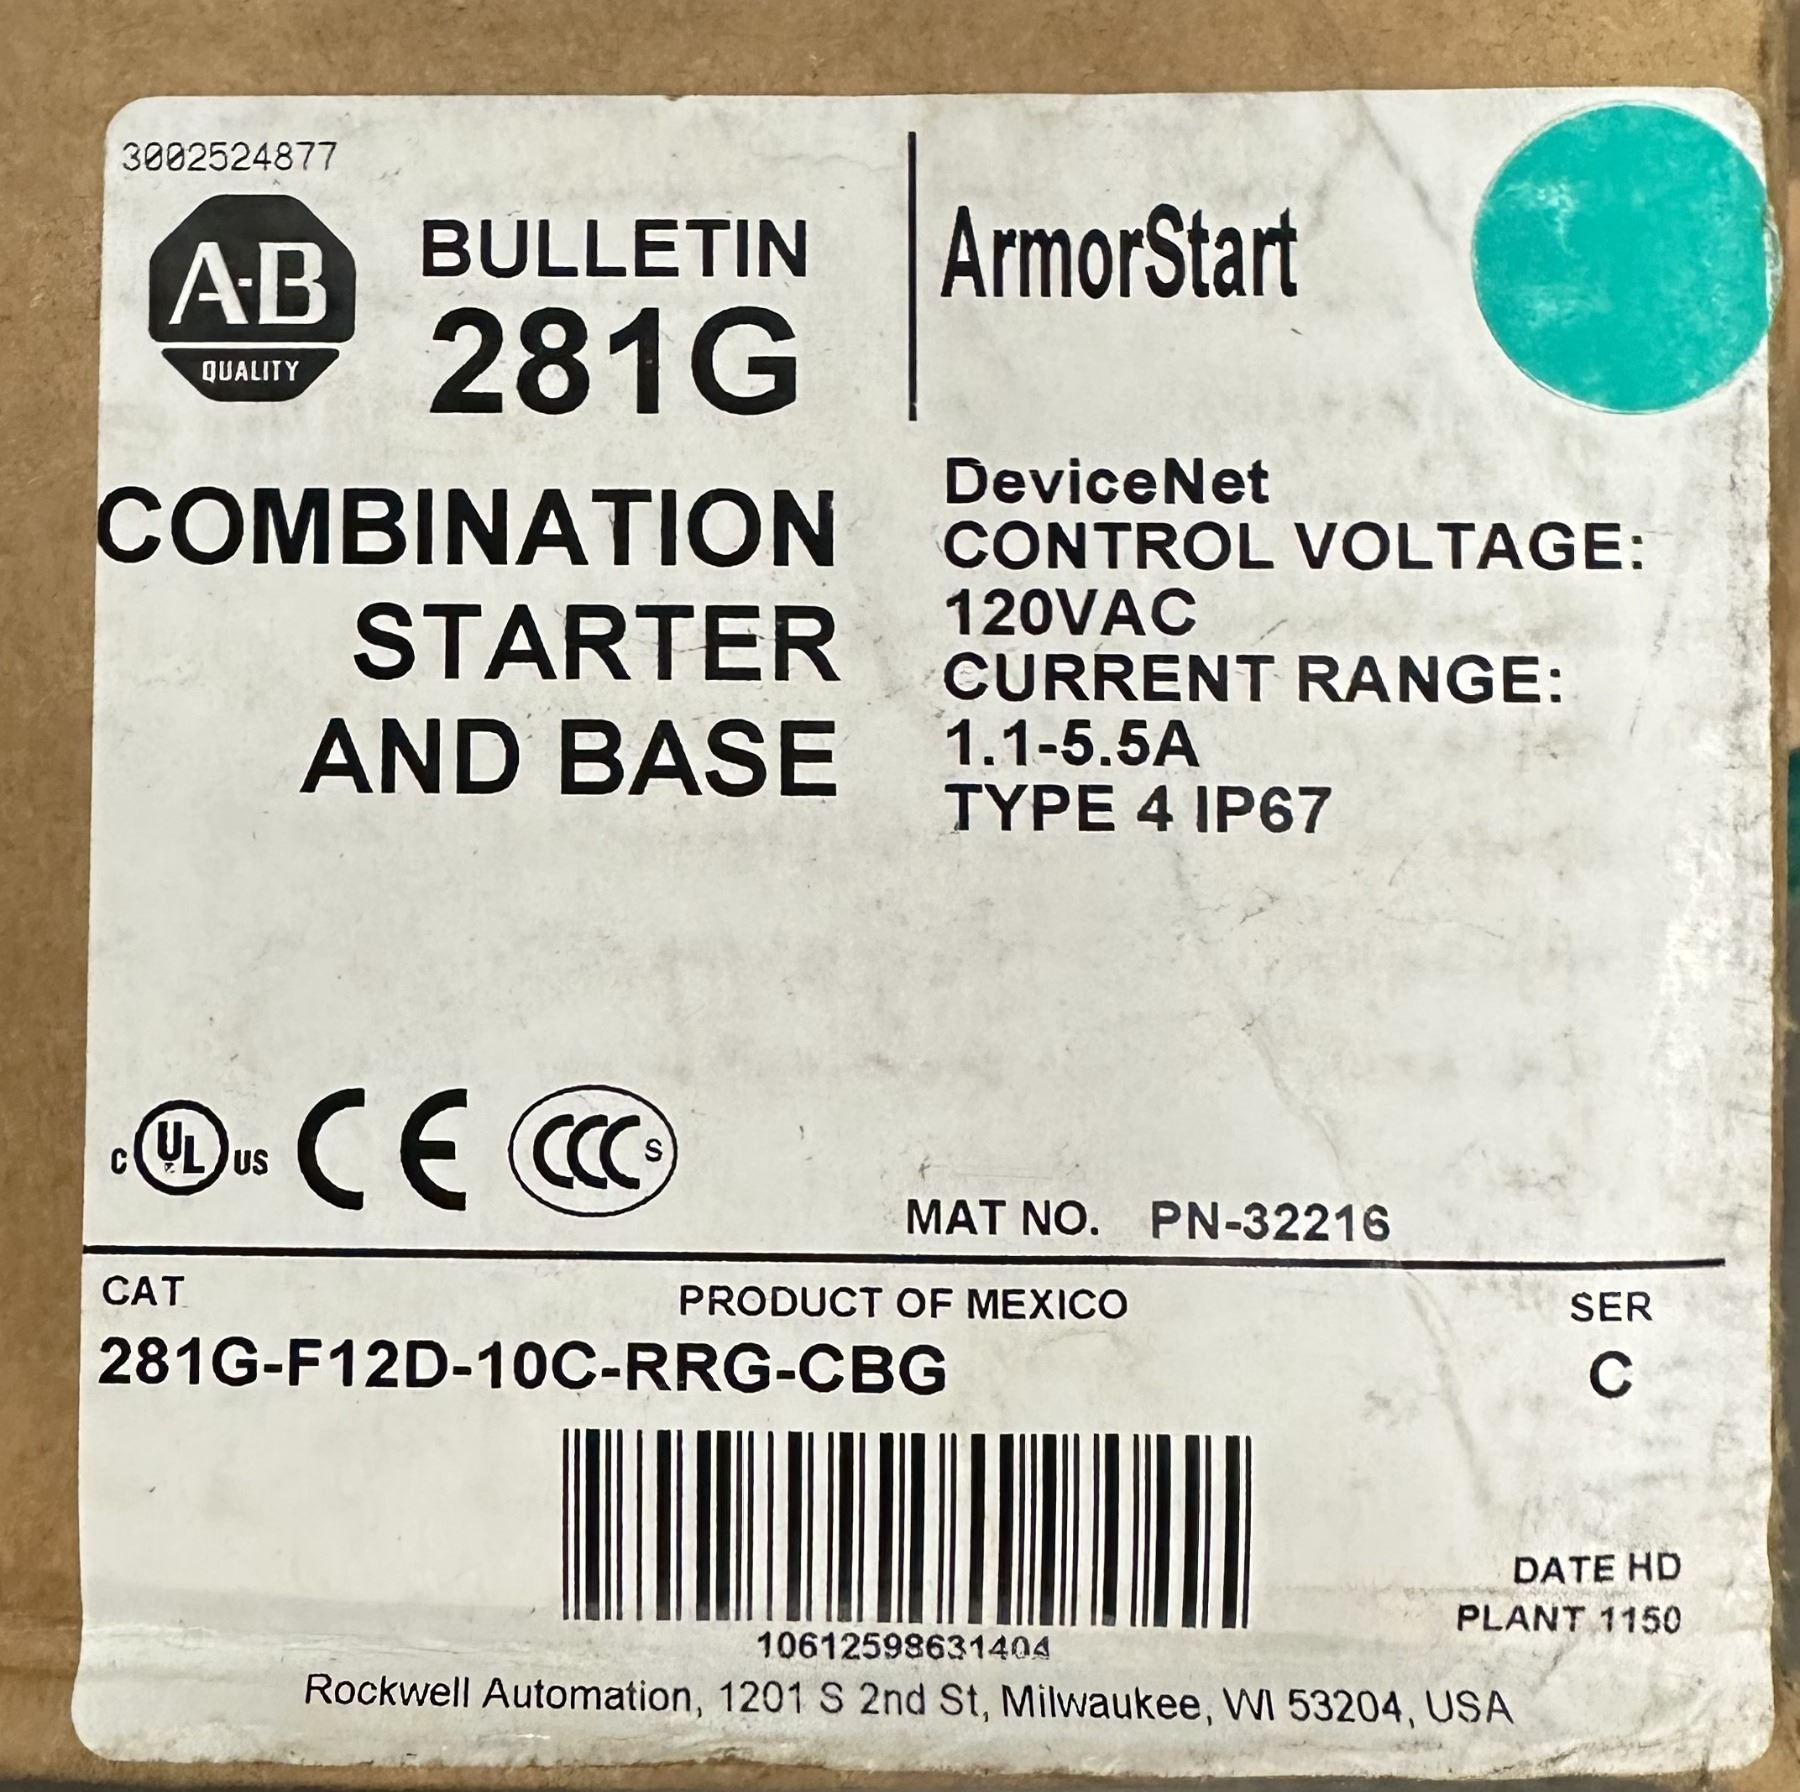 3002524877
A-B
QUALITY
BULLETIN
281G
ArmorStart
COMBINATION
STARTER
AND BASE
DeviceNet
CONTROL VOLTAGE:
120VAC
CURRENT RANGE:
1.1-5.5A
TYPE 4 IP67
C UL US CE CCC S
MAT NO. PN-32216
CAT PRODUCT OF MEXICO SER
281G-F12D-10C-RRG-CBG C
10612598631404
DATE HD
PLANT 1150
Rockwell Automation, 1201 S 2nd St, Milwaukee, WI 53204, USA